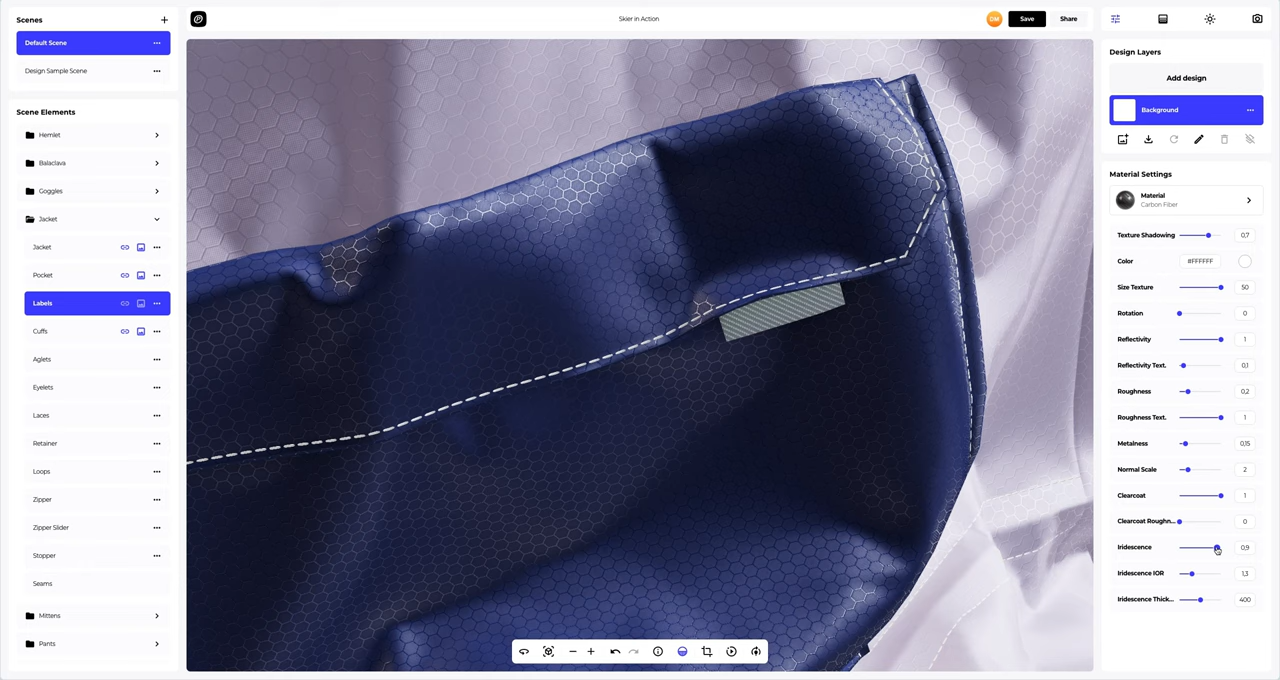 Scenes
Default Scene
Design Sample Scene
Scene Elements
Hemlet
Balaclava
Goggles
Jacket
Jacket
Pocket
Labels
Cuffs
Aglets
Eyelets
Laces
Retainer
Loops
Zipper
Zipper Slider
Stopper
Seams
Mittens
Pants
Skier in Action
DM
Save
Share
Design Layers
Add design
Background
Material Settings
Material
Carbon Fiber
Texture Shadowing 0,7
Color #FFFFFF
Size Texture 50
Rotation 0
Reflectivity 1
Reflectivity Text. 0,1
Roughness 0,2
Roughness Text. 1
Metalness 0,15
Normal Scale 2
Clearcoat 1
Clearcoat Roughn... 0
Iridescence 0,9
Iridescence IOR 1,3
Iridescence Thick... 400